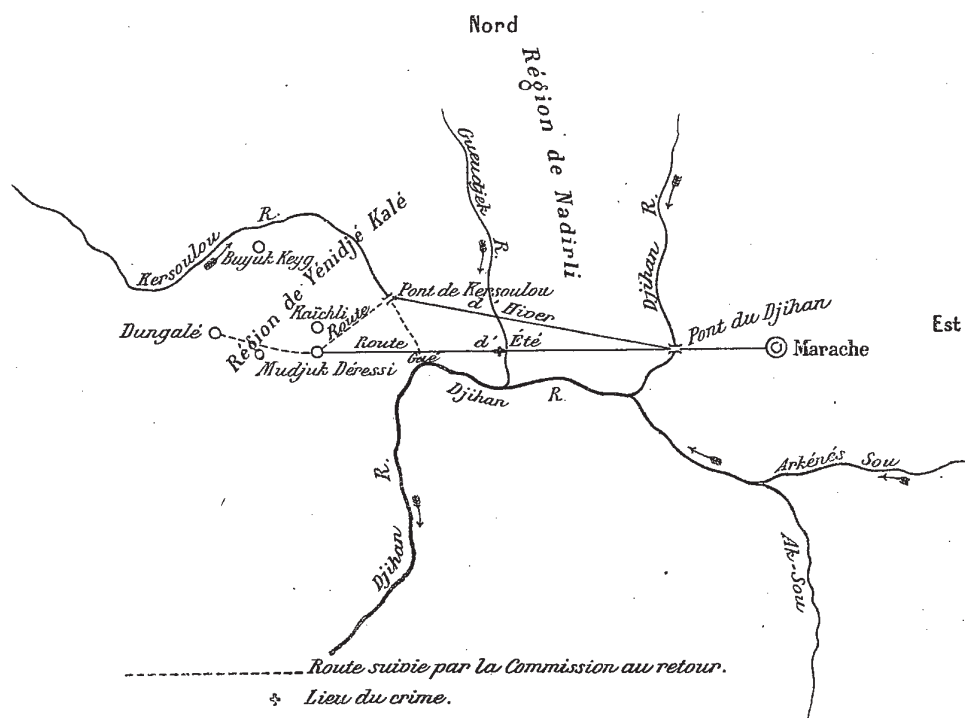 Nord
Région de Nadirli
Gueudjek R.
Djihan R.
Kersoulou R.
Buyuk Keyg.
Région de Yénidjé Kalé
Pont de Kersoulou
Kaïchli
Route d'Hiver
Pont du Djihan
Est
Dungalé
Route d'Été
Marache
Mudjuk Déressi
Gué
Djihan R.
Arkénés Sou
Djihan R.
Ak-Sou
Route suivie par la Commission au retour.
Lieu du crime.